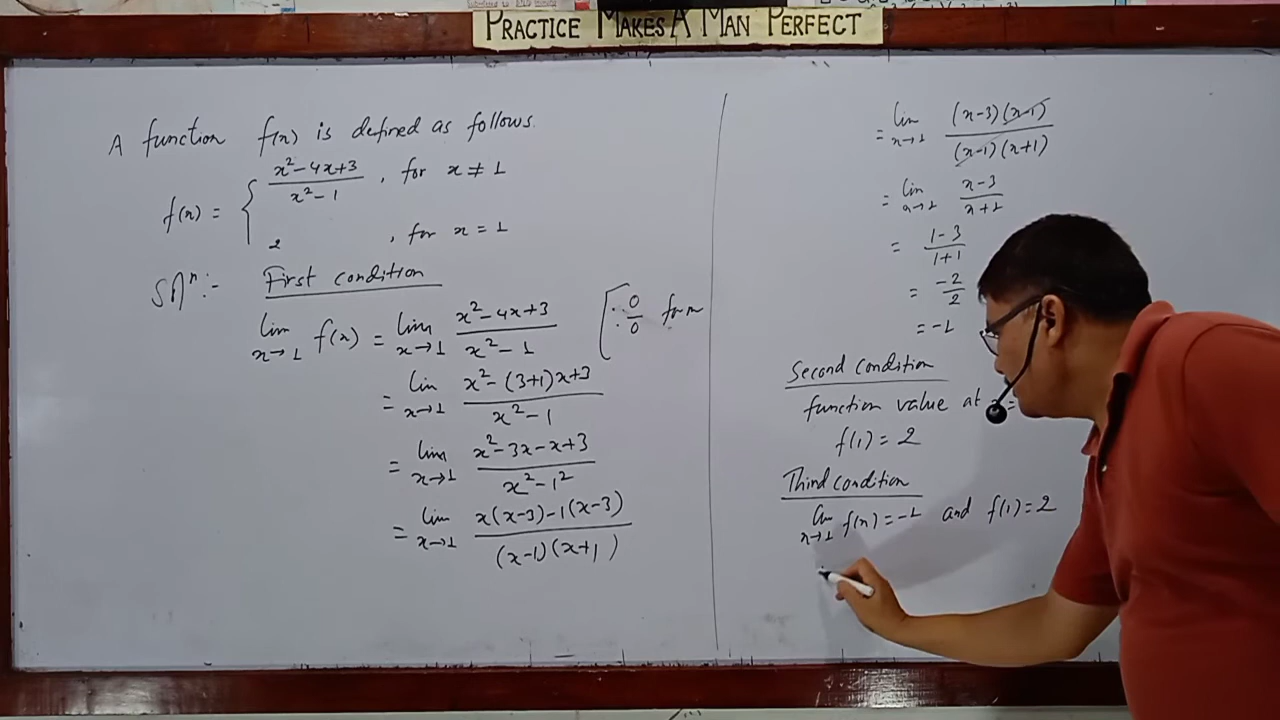 PRACTICE MAKES A MAN PERFECT
A function f(x) is defined as follows.
f(x) = { x²-4x+3 / x²-1 , for x ≠ 1
2 , for x = 1
Solⁿ:- First condition
lim x→1 f(x) = lim x→1 x²-4x+3 / x²-1 [∵ 0/0 form
= lim x→1 x²-(3+1)x+3 / x²-1
= lim x→1 x²-3x-x+3 / x²-1²
= lim x→1 x(x-3)-1(x-3) / (x-1)(x+1)
= lim x→1 (x-3)(x-1) / (x-1)(x+1)
= lim x→1 x-3 / x+1
= 1-3 / 1+1
= -2 / 2
= -1
Second condition
function value at =
f(1) = 2
Third condition
lim x→1 f(x) = -1 and f(1) = 2